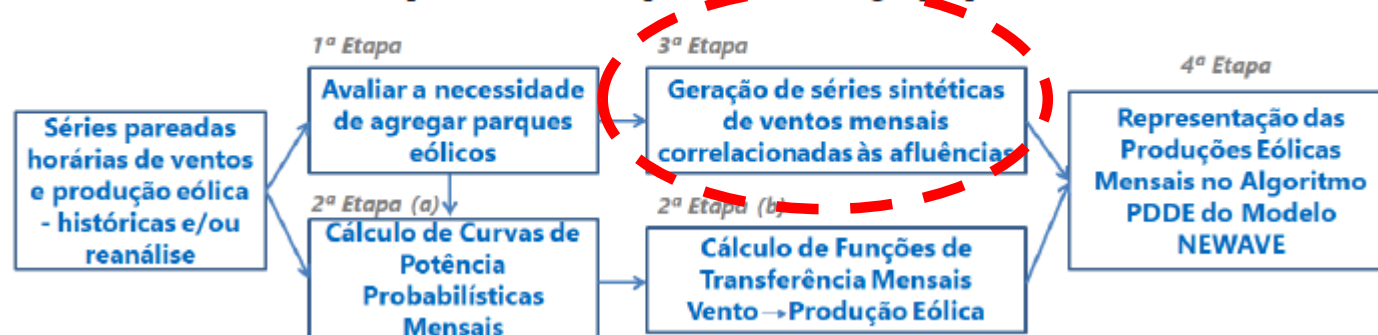 Séries pareadas
horárias de ventos
e produção eólica
- históricas e/ou
reanálise
1ª Etapa
Avaliar a necessidade
de agregar parques
eólicos
2ª Etapa (a)
Cálculo de Curvas de
Potência
Probabilísticas
Mensais
3ª Etapa
Geração de séries sintéticas
de ventos mensais
correlacionadas às afluências
2ª Etapa (b)
Cálculo de Funções de
Transferência Mensais
Vento→Produção Eólica
4ª Etapa
Representação das
Produções Eólicas
Mensais no Algoritmo
PDDE do Modelo
NEWAVE